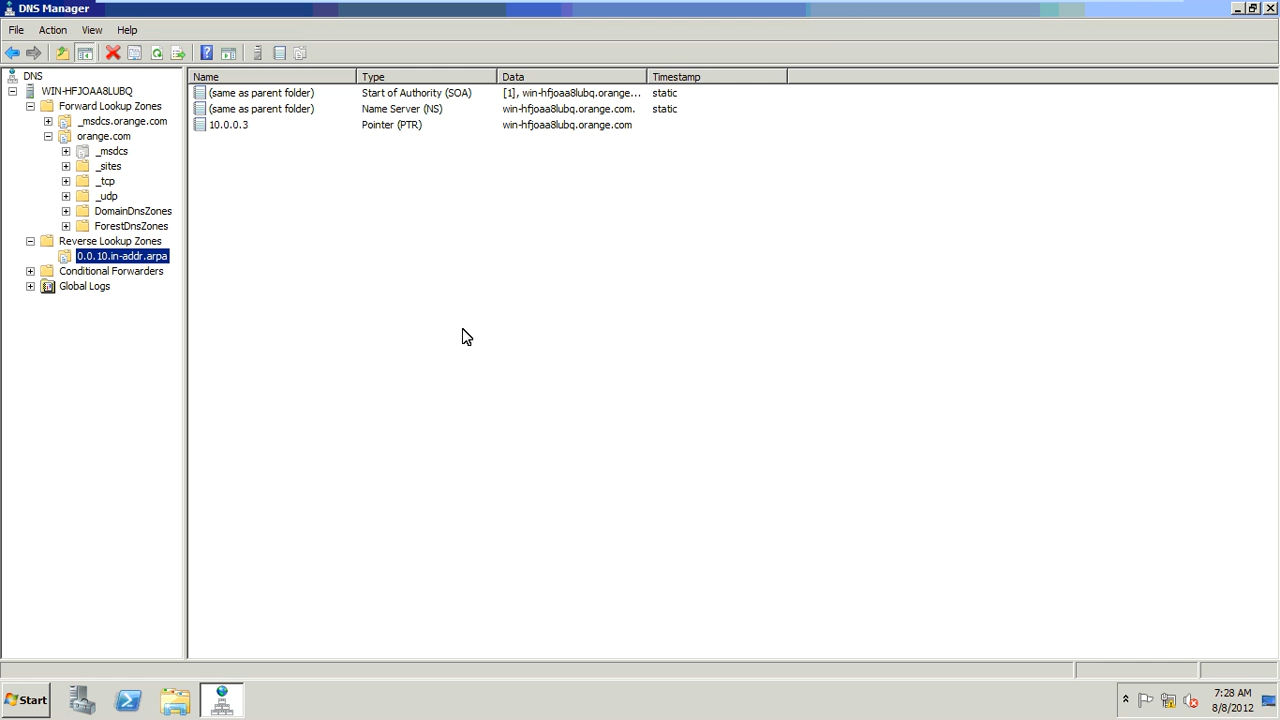 DNS Manager
File Action View Help
Name Type Data Timestamp
DNS
WIN-HFJOAA8LUBQ
Forward Lookup Zones
_msdcs.orange.com
orange.com
_msdcs
_sites
_tcp
_udp
DomainDnsZones
ForestDnsZones
Reverse Lookup Zones
0.0.10.in-addr.arpa
Conditional Forwarders
Global Logs
(same as parent folder) Start of Authority (SOA) [1], win-hfjoaa8lubq.orange... static
(same as parent folder) Name Server (NS) win-hfjoaa8lubq.orange.com. static
10.0.0.3 Pointer (PTR) win-hfjoaa8lubq.orange.com
Start
7:28 AM
8/8/2012